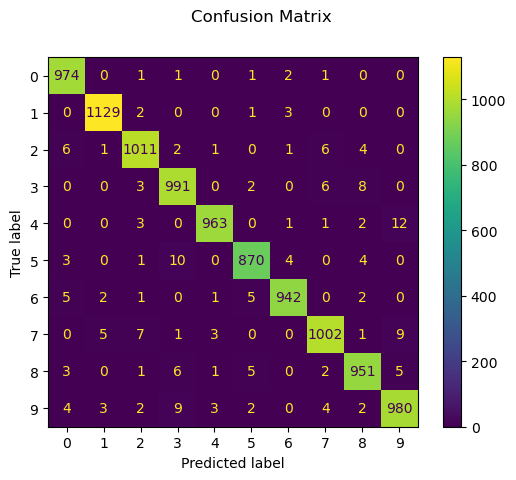 Confusion Matrix
0 974 0 1 1 0 1 2 1 0 0
1 0 1129 2 0 0 1 3 0 0 0
2 6 1 1011 2 1 0 1 6 4 0
3 0 0 3 991 0 2 0 6 8 0
4 0 0 3 0 963 0 1 1 2 12
5 3 0 1 10 0 870 4 0 4 0
6 5 2 1 0 1 5 942 0 2 0
7 0 5 7 1 3 0 0 1002 1 9
8 3 0 1 6 1 5 0 2 951 5
9 4 3 2 9 3 2 0 4 2 980
0 1 2 3 4 5 6 7 8 9
True label
Predicted label
1000
800
600
400
200
0